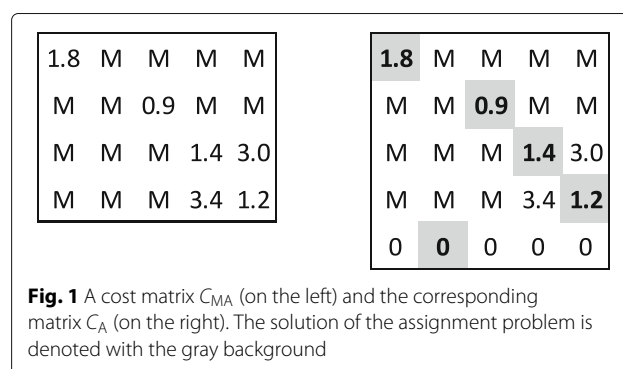 1.8 M M M M
M M 0.9 M M
M M M 1.4 3.0
M M M 3.4 1.2
1.8 M M M M
M M 0.9 M M
M M M 1.4 3.0
M M M 3.4 1.2
0 0 0 0 0
Fig. 1 A cost matrix CMA (on the left) and the corresponding
matrix CA (on the right). The solution of the assignment problem is
denoted with the gray background